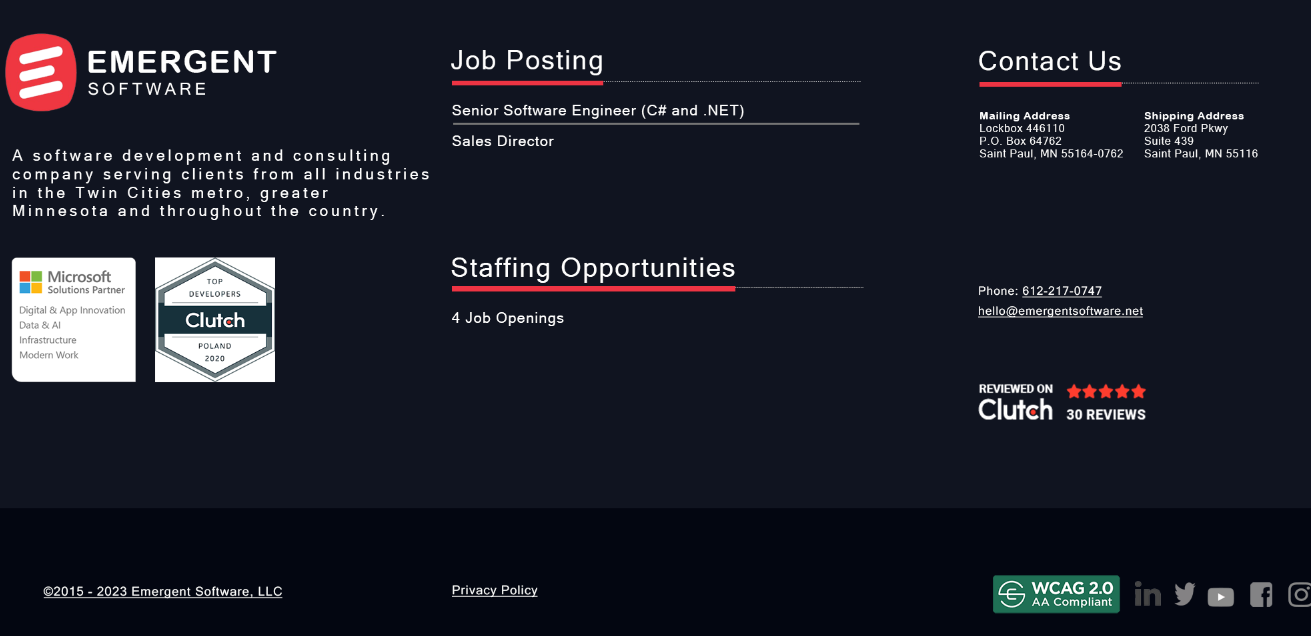 EMERGENT
SOFTWARE
A software development and consulting
company serving clients from all industries
in the Twin Cities metro, greater
Minnesota and throughout the country.
Microsoft
Solutions Partner
Digital & App Innovation
Data & AI
Infrastructure
Modern Work
TOP
DEVELOPERS
Clutch
POLAND
2020
Job Posting
Senior Software Engineer (C# and .NET)
Sales Director
Staffing Opportunities
4 Job Openings
Contact Us
Mailing Address
Lockbox 446110
P.O. Box 64762
Saint Paul, MN 55164-0762
Shipping Address
2038 Ford Pkwy
Suite 439
Saint Paul, MN 55116
Phone: 612-217-0747
hello@emergentsoftware.net
REVIEWED ON
Clutch
30 REVIEWS
©2015 - 2023 Emergent Software, LLC
Privacy Policy
WCAG 2.0
AA Compliant
in